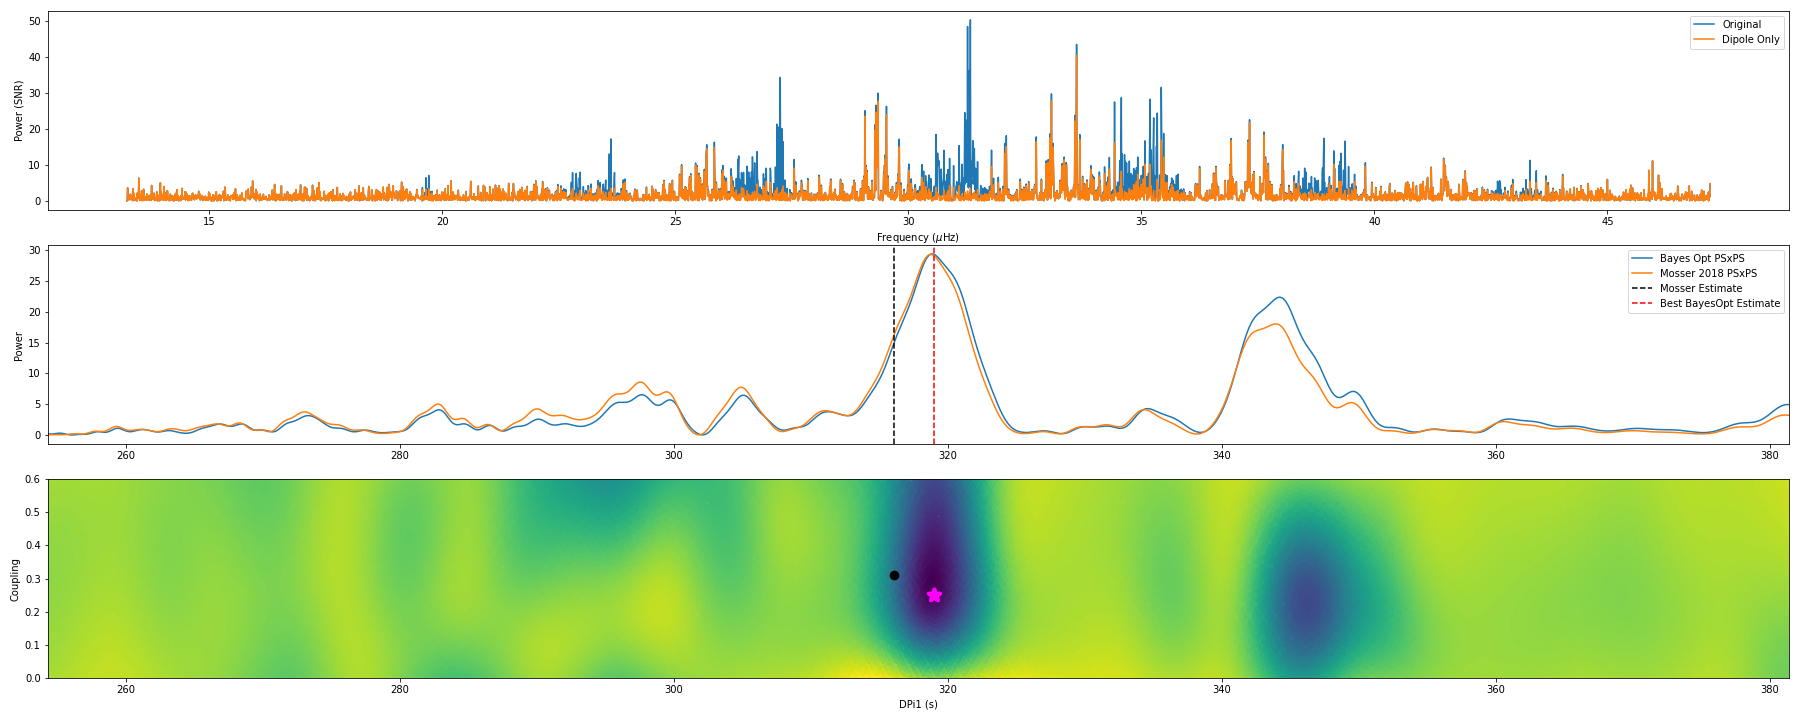 50
40
30
20
10
0
Power (SNR)
Original
Dipole Only
15 20 25 30 35 40 45
Frequency (μHz)
30
25
20
15
10
5
0
Power
Bayes Opt PSxPS
Mosser 2018 PSxPS
Mosser Estimate
Best BayesOpt Estimate
260 280 300 320 340 360 380
0.6
0.5
0.4
0.3
0.2
0.1
0.0
Coupling
260 280 300 320 340 360 380
DPi1 (s)